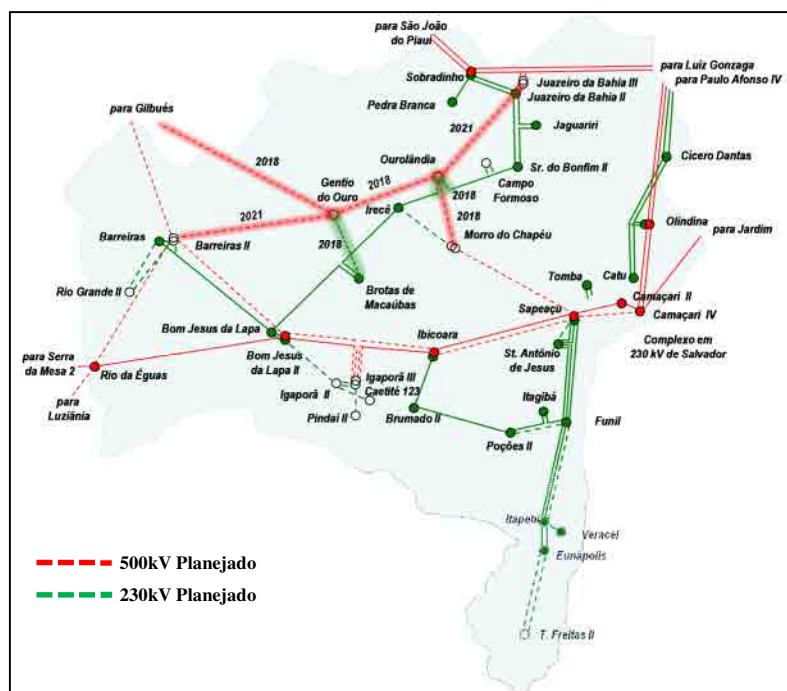 para São João
do Piauí
para Luiz Gonzaga
Sobradinho
Juazeiro da Bahia III
para Paulo Afonso IV
Juazeiro da Bahia II
Pedra Branca
para Gilbués
2021
Jaguariri
2018
Ourolândia
Cícero Dantas
Sr. do Bonfim II
Gentio
do Ouro
2018
Campo
Formoso
2018
Irecê
2021
2018
Olindina
para Jardim
Barreiras
Barreiras II
2018
Morro do Chapéu
Tomba
Catu
Rio Grande II
Brotas de
Macaúbas
Camaçari II
Sapeaçú
Camaçari IV
Bom Jesus da Lapa
Ibicoara
Complexo em
230 kV de Salvador
para Serra
da Mesa 2
Bom Jesus
da Lapa II
St. Antônio
de Jesus
Rio da Éguas
Igaporã III
Caetité 123
Igaporã II
para
Luziânia
Itagibá
Pindaí II
Brumado II
Funil
Poções II
Itapebi
Veracel
Eunápolis
500kV Planejado
230kV Planejado
T. Freitas II